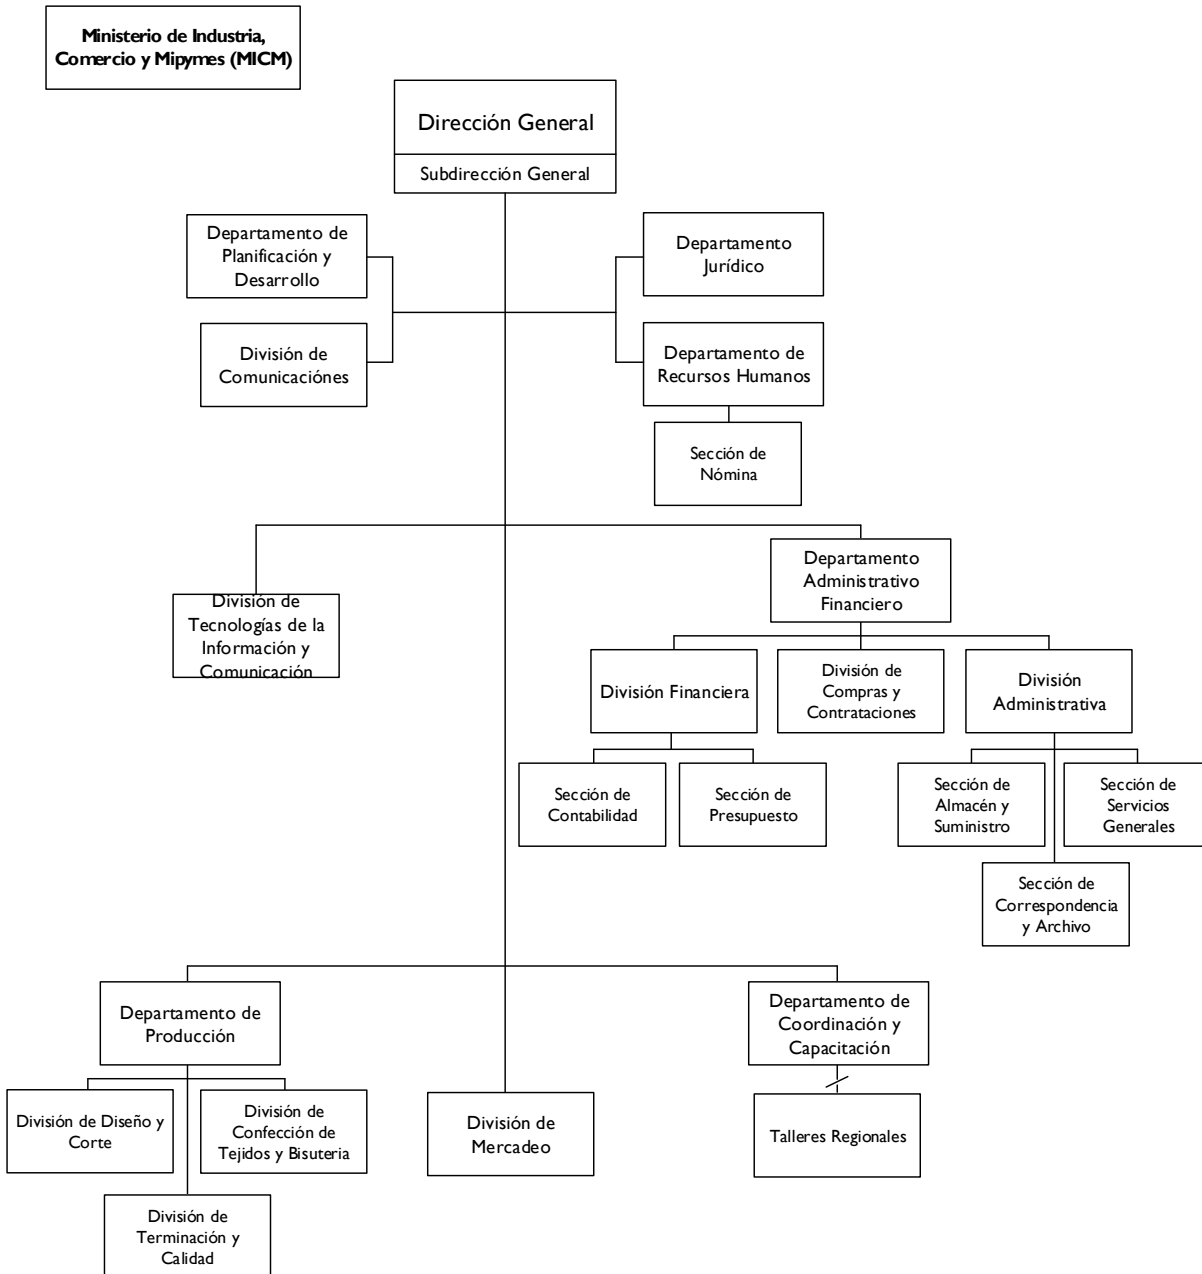 Ministerio de Industria,
Comercio y Mipymes (MICM)
Dirección General
Subdirección General
Departamento de
Planificación y
Desarrollo
Departamento
Jurídico
División de
Comunicaciónes
Departamento de
Recursos Humanos
Sección de
Nómina
Departamento
Administrativo
Financiero
División de
Tecnologías de la
Información y
Comunicación
División Financiera
División de
Compras y
Contrataciones
División
Administrativa
Sección de
Contabilidad
Sección de
Presupuesto
Sección de
Almacén y
Suministro
Sección de
Servicios
Generales
Sección de
Correspondencia
y Archivo
Departamento de
Producción
Departamento de
Coordinación y
Capacitación
División de Diseño y
Corte
División de
Confección de
Tejidos y Bisuteria
División de
Mercadeo
Talleres Regionales
División de
Terminación y
Calidad